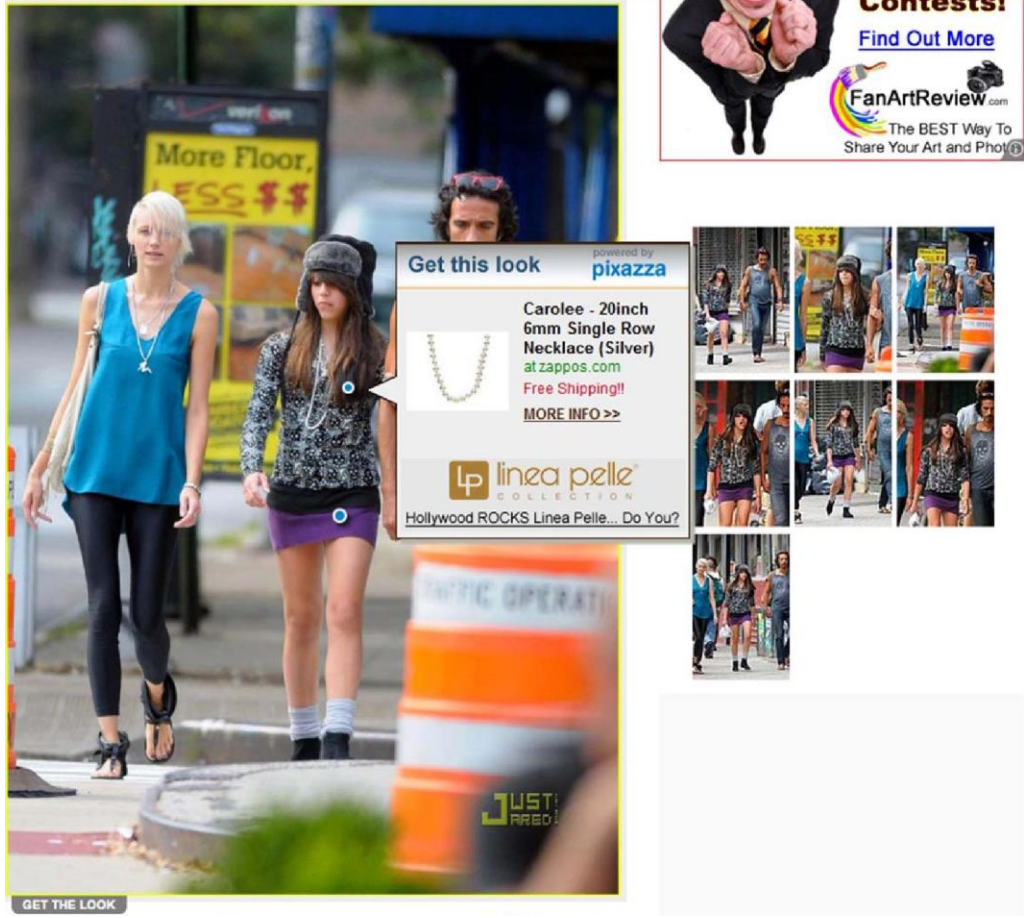 Contests!
Find Out More
FanArtReview.com
The BEST Way To
Share Your Art and Phot
verizon
More Floor,
LESS $$
Get this look
powered by
pixazza
Carolee - 20inch
6mm Single Row
Necklace (Silver)
at zappos.com
Free Shipping!!
MORE INFO >>
LP linea pelle
COLLECTION
Hollywood ROCKS Linea Pelle... Do You?
TRAFFIC OPERATI
JUST
JARED
GET THE LOOK